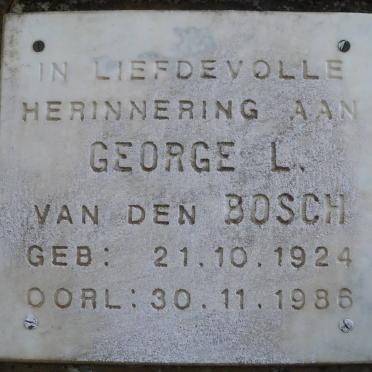 IN LIEFDEVOLLE
HERINNERING AAN
GEORGE L.
VAN DEN BOSCH
GEB: 21.10.1924
OORL: 30.11.1986